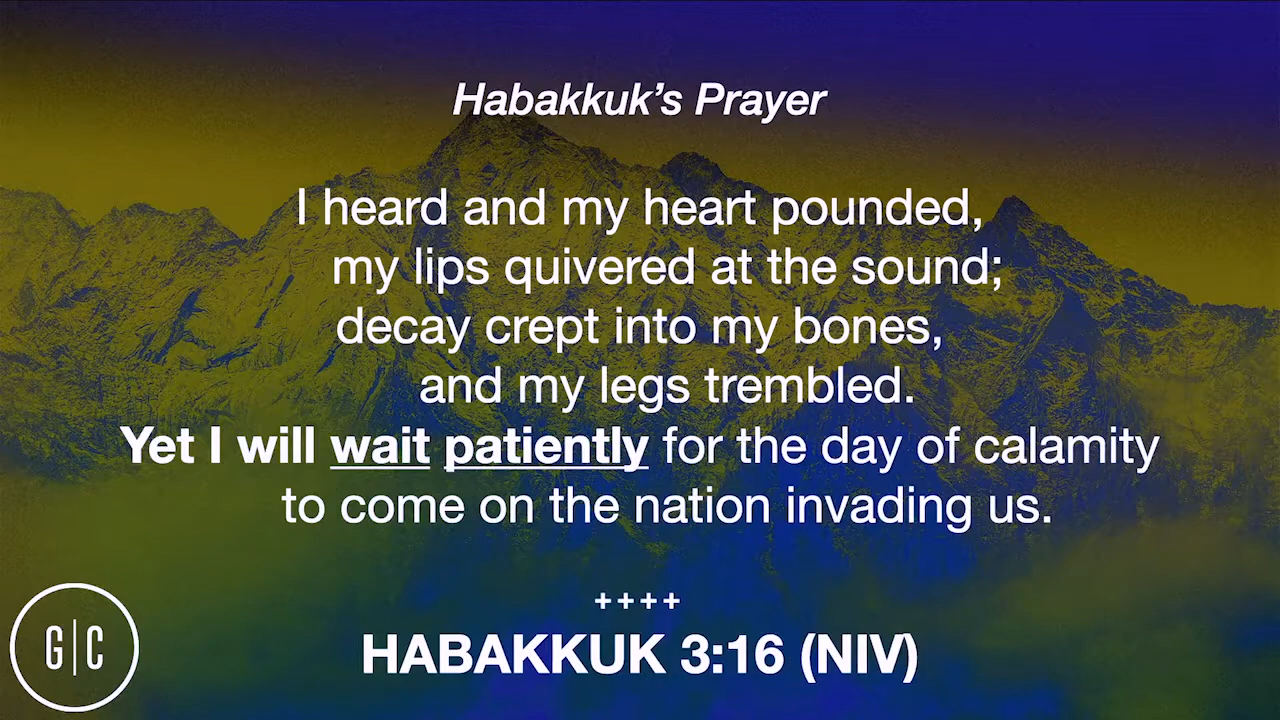 Habakkuk’s Prayer
I heard and my heart pounded,
my lips quivered at the sound;
decay crept into my bones,
and my legs trembled.
Yet I will wait patiently for the day of calamity
to come on the nation invading us.
++++
HABAKKUK 3:16 (NIV)
G|C